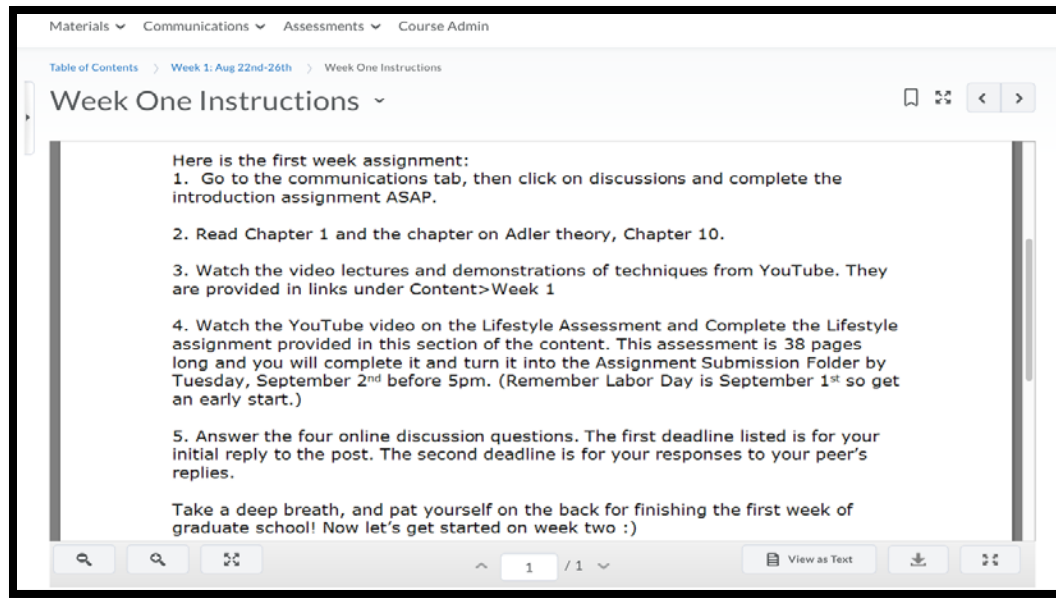 Materials Communications Assessments Course Admin
Table of Contents > Week 1: Aug 22nd-26th > Week One Instructions
Week One Instructions
Here is the first week assignment:
1. Go to the communications tab, then click on discussions and complete the
introduction assignment ASAP.
2. Read Chapter 1 and the chapter on Adler theory, Chapter 10.
3. Watch the video lectures and demonstrations of techniques from YouTube. They
are provided in links under Content>Week 1
4. Watch the YouTube video on the Lifestyle Assessment and Complete the Lifestyle
assignment provided in this section of the content. This assessment is 38 pages
long and you will complete it and turn it into the Assignment Submission Folder by
Tuesday, September 2nd before 5pm. (Remember Labor Day is September 1st so get
an early start.)
5. Answer the four online discussion questions. The first deadline listed is for your
initial reply to the post. The second deadline is for your responses to your peer’s
replies.
Take a deep breath, and pat yourself on the back for finishing the first week of
graduate school! Now let’s get started on week two :)
1 / 1 View as Text